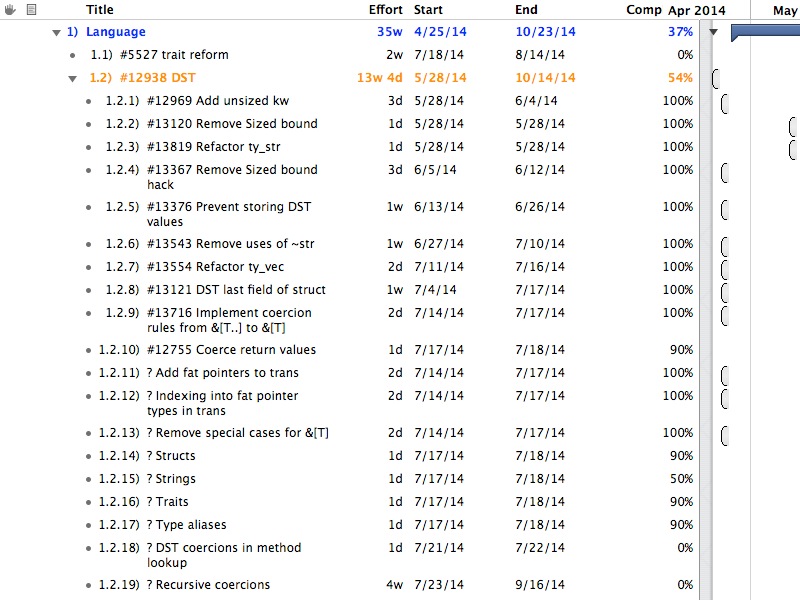 Title Effort Start End Comp Apr 2014 May
1) Language 35w 4/25/14 10/23/14 37%
1.1) #5527 trait reform 2w 7/18/14 8/14/14 0%
1.2) #12938 DST 13w 4d 5/28/14 10/14/14 54%
1.2.1) #12969 Add unsized kw 3d 5/28/14 6/4/14 100%
1.2.2) #13120 Remove Sized bound 1d 5/28/14 5/28/14 100%
1.2.3) #13819 Refactor ty_str 1d 5/28/14 5/28/14 100%
1.2.4) #13367 Remove Sized bound 3d 6/5/14 6/12/14 100%
hack
1.2.5) #13376 Prevent storing DST 1w 6/13/14 6/26/14 100%
values
1.2.6) #13543 Remove uses of ~str 1w 6/27/14 7/10/14 100%
1.2.7) #13554 Refactor ty_vec 2d 7/11/14 7/16/14 100%
1.2.8) #13121 DST last field of struct 1w 7/4/14 7/17/14 100%
1.2.9) #13716 Implement coercion 2d 7/14/14 7/17/14 100%
rules from &[T..] to &[T]
1.2.10) #12755 Coerce return values 1d 7/17/14 7/18/14 90%
1.2.11) ? Add fat pointers to trans 2d 7/14/14 7/17/14 100%
1.2.12) ? Indexing into fat pointer 2d 7/14/14 7/17/14 100%
types in trans
1.2.13) ? Remove special cases for &[T] 2d 7/14/14 7/17/14 100%
1.2.14) ? Structs 1d 7/17/14 7/18/14 90%
1.2.15) ? Strings 1d 7/17/14 7/18/14 50%
1.2.16) ? Traits 1d 7/17/14 7/18/14 90%
1.2.17) ? Type aliases 1d 7/17/14 7/18/14 90%
1.2.18) ? DST coercions in method 1d 7/21/14 7/22/14 0%
lookup
1.2.19) ? Recursive coercions 4w 7/23/14 9/16/14 0%